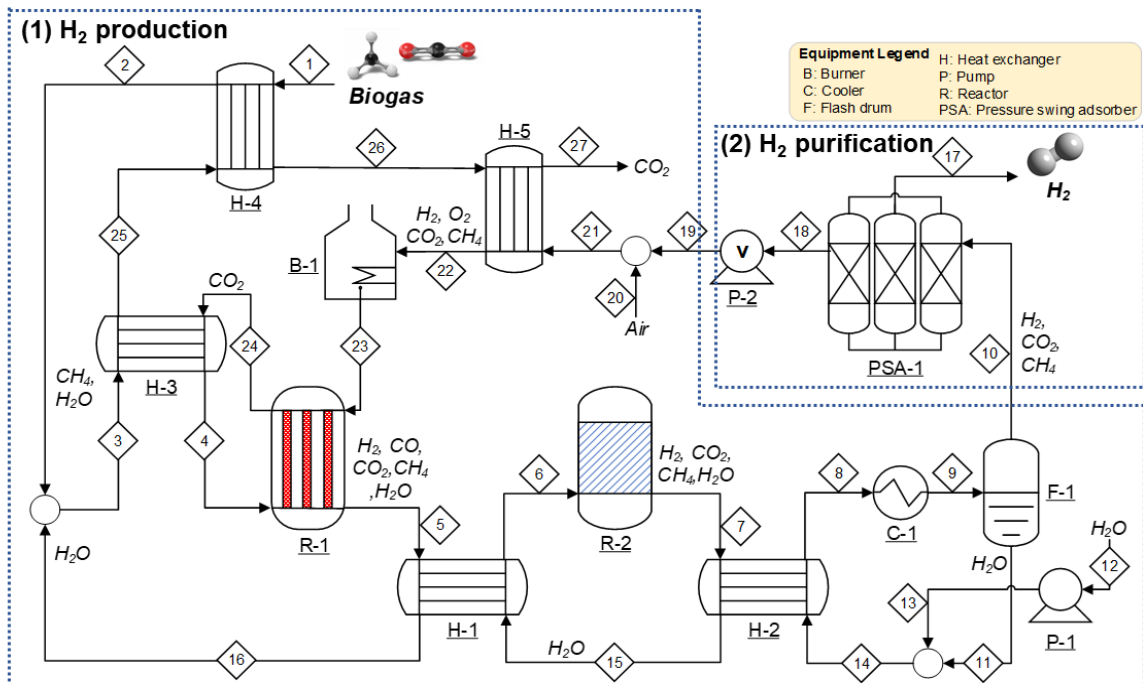 (1) H2 production
2
1
Biogas
H-4
26
H-5
27
CO2
Equipment Legend
B: Burner
C: Cooler
F: Flash drum
H: Heat exchanger
P: Pump
R: Reactor
PSA: Pressure swing adsorber
(2) H2 purification
17
H2
25
H2, O2
CO2, CH4
22
B-1
21
19
V
P-2
18
20
Air
PSA-1
10
H2,
CO2,
CH4
CO2
24
23
H-3
CH4,
H2O
3
4
R-1
H2, CO,
CO2,CH4
,H2O
5
6
R-2
H2, CO2,
CH4,H2O
7
8
C-1
9
F-1
H2O
H2O
12
P-1
13
11
14
H-2
H2O
15
H-1
16
H2O